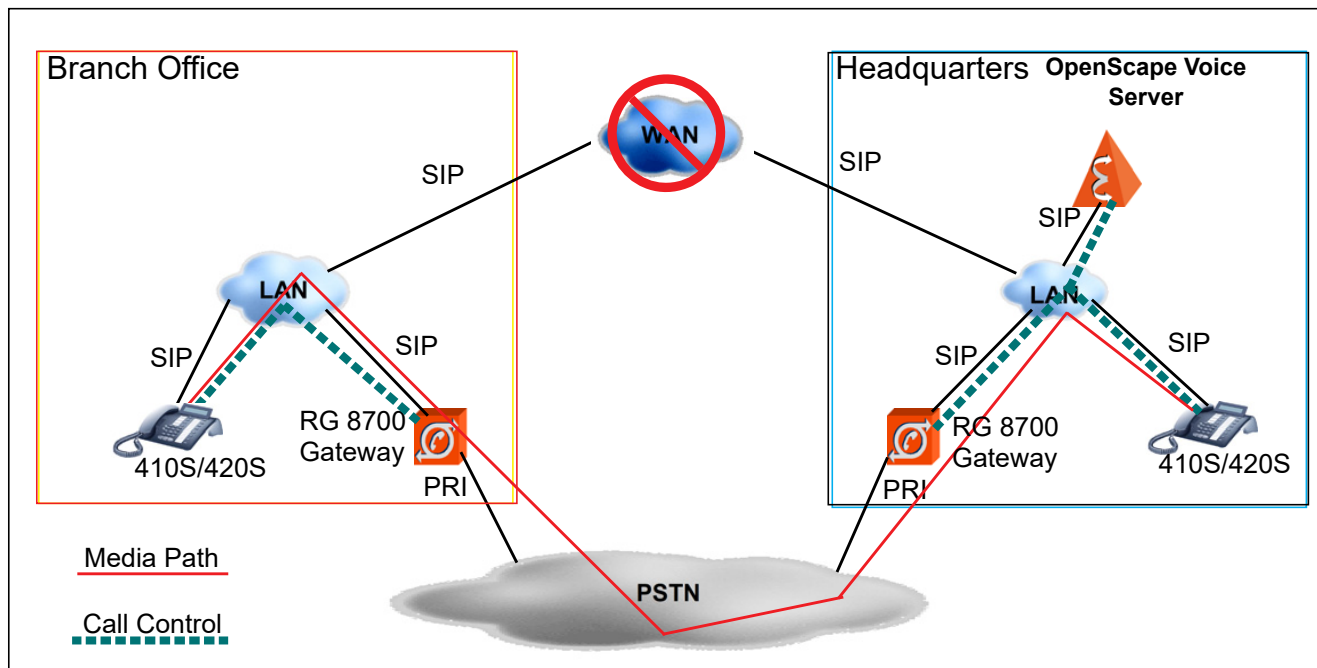 Branch Office
Headquarters
OpenScape Voice
Server
WAN
SIP
SIP
SIP
LAN
LAN
SIP
SIP
SIP
SIP
RG 8700
Gateway
RG 8700
Gateway
410S/420S
410S/420S
PRI
PRI
Media Path
PSTN
Call Control